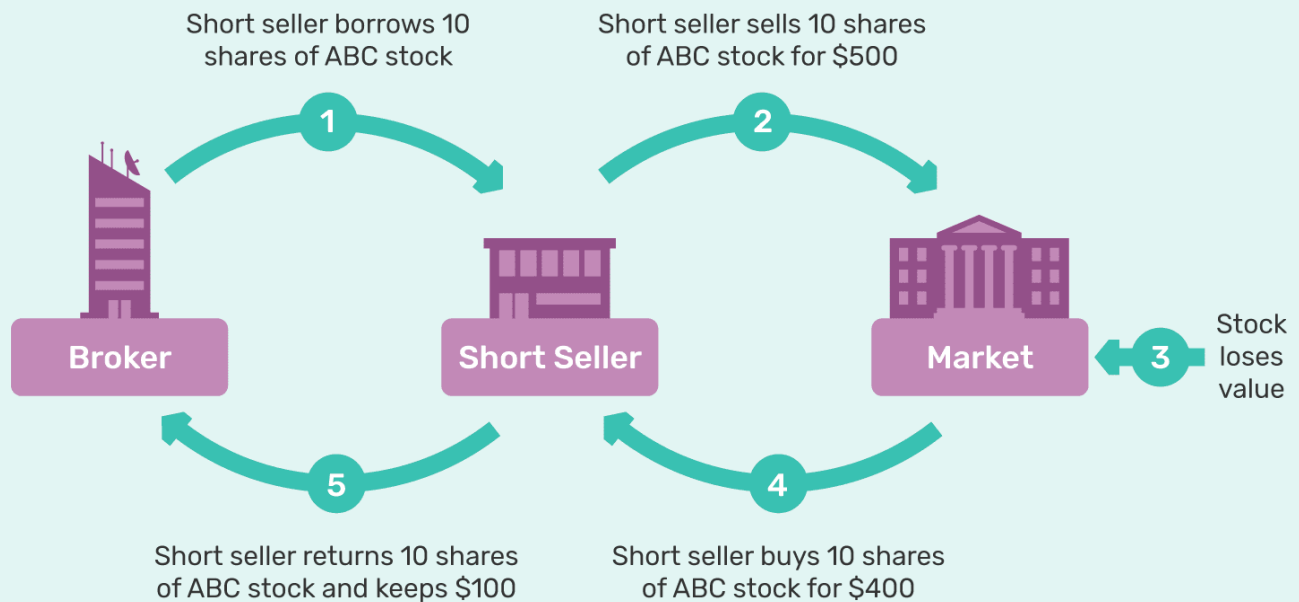 Short seller borrows 10
shares of ABC stock
Short seller sells 10 shares
of ABC stock for $500
1
2
Broker
Short Seller
Market
3
Stock
loses
value
5
4
Short seller returns 10 shares
of ABC stock and keeps $100
Short seller buys 10 shares
of ABC stock for $400